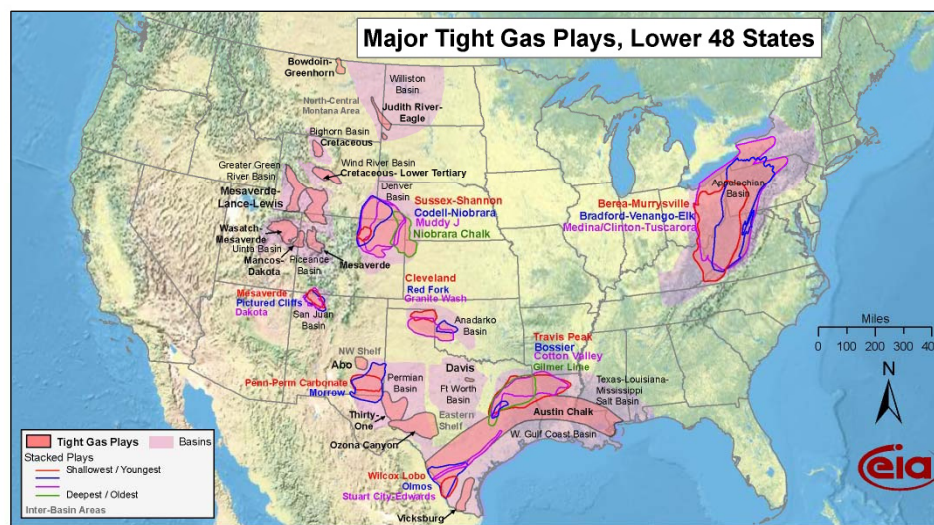 Major Tight Gas Plays, Lower 48 States
Bowdoin-
Greenhorn
Williston
Basin
North-Central
Montana Area
Judith River-
Eagle
Bighorn Basin
Cretaceous
Greater Green
River Basin
Wind River Basin
Cretaceous- Lower Tertiary
Mesaverde-
Lance-Lewis
Denver
Basin
Sussex-Shannon
Codell-Niobrara
Muddy J
Niobrara Chalk
Appalachian
Basin
Berea-Murrysville
Bradford-Venango-Elk
Medina/Clinton-Tuscarora
Wasatch-
Mesaverde
Uinta Basin
Mancos-
Dakota
Piceance
Basin
Mesaverde
Mesaverde
Pictured Cliffs
Dakota
San Juan
Basin
Cleveland
Red Fork
Granite Wash
Anadarko
Basin
Miles
0 100 200 300 40
N
NW Shelf
Abo
Penn-Perm Carbonate
Morrow
Permian
Basin
Davis
Ft Worth
Basin
Travis Peak
Bossier
Cotton Valley
Gilmer Lime
Texas-Louisiana-
Mississippi
Salt Basin
Thirty-
One
Ozona Canyon
Eastern
Shelf
Austin Chalk
W. Gulf Coast Basin
Wilcox Lobo
Olmos
Stuart City-Edwards
Vicksburg
Tight Gas Plays
Basins
Stacked Plays
Shallowest / Youngest
Deepest / Oldest
Inter-Basin Areas
eia